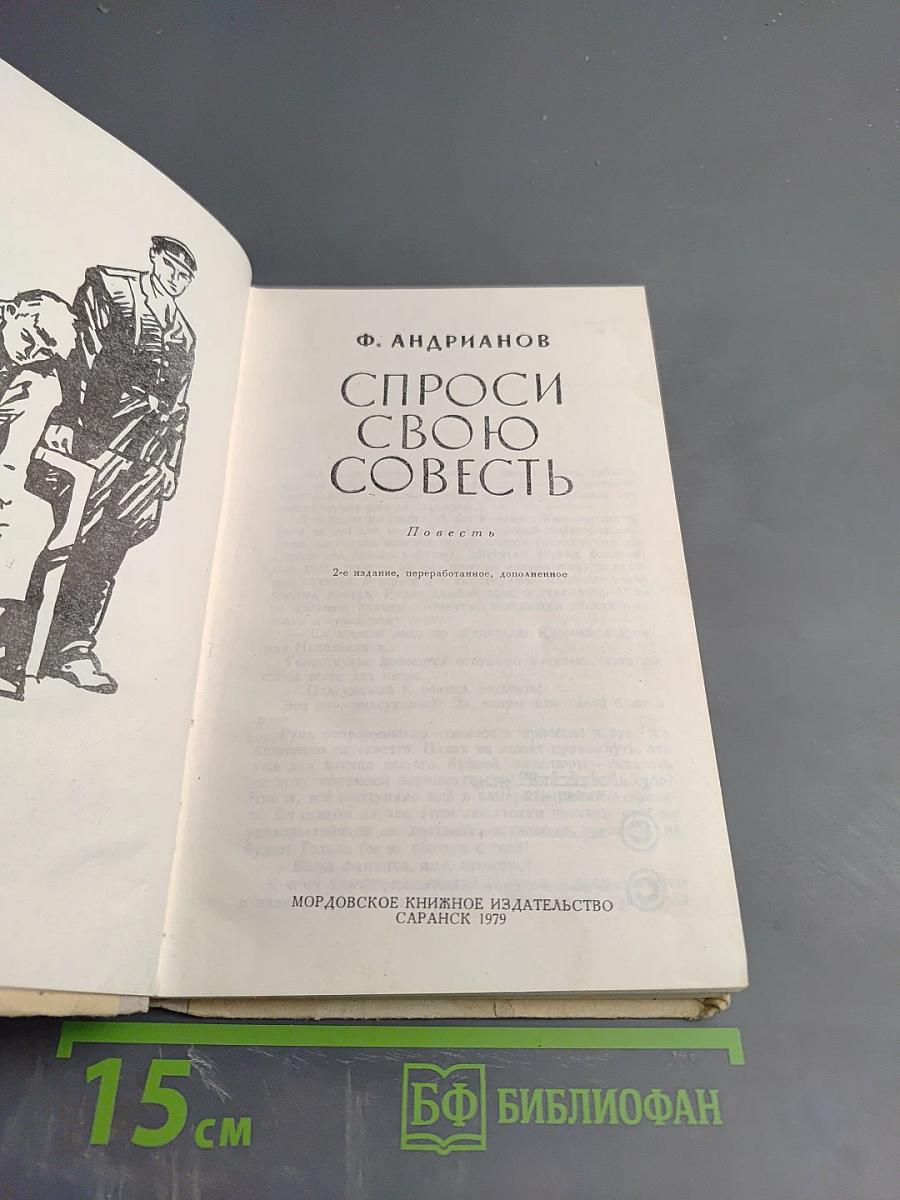 Ф. АНДРИАНОВ
СПРОСИ
СВОЮ
СОВЕСТЬ
Повесть
2-е издание, переработанное, дополненное
МОРДОВСКОЕ КНИЖНОЕ ИЗДАТЕЛЬСТВО
САРАНСК 1979
15 см
БФ БИБЛИОФАН